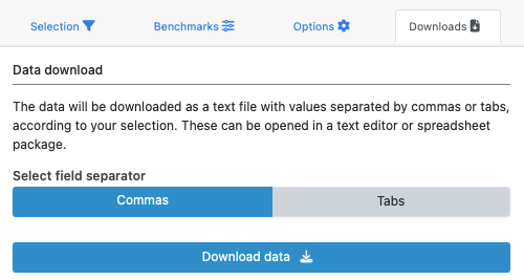 Selection Benchmarks Options Downloads
Data download
The data will be downloaded as a text file with values separated by commas or tabs,
according to your selection. These can be opened in a text editor or spreadsheet
package.
Select field separator
Commas Tabs
Download data